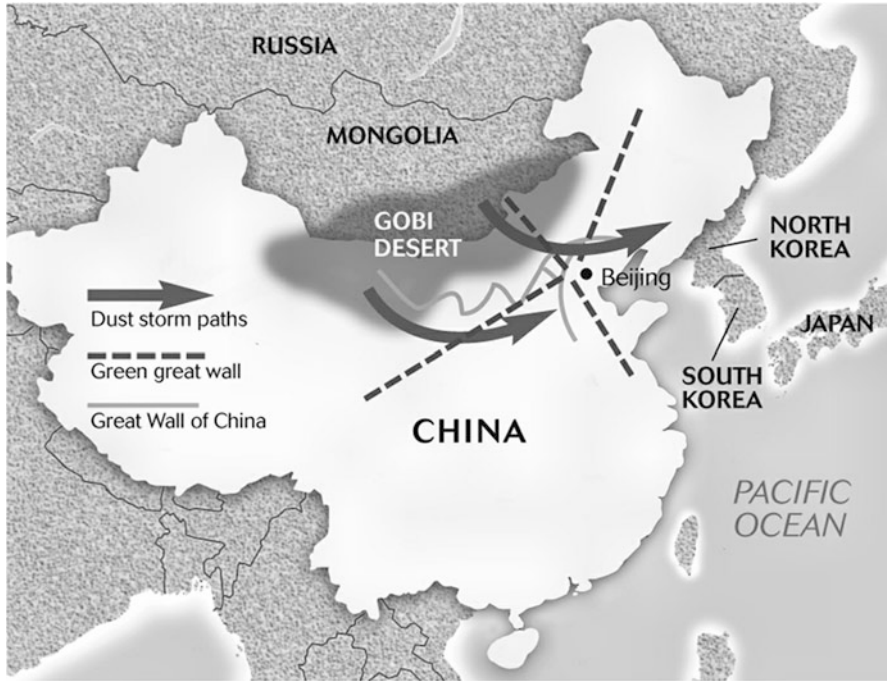 RUSSIA
MONGOLIA
GOBI
DESERT
NORTH
KOREA
Beijing
Dust storm paths
JAPAN
Green great wall
SOUTH
KOREA
Great Wall of China
CHINA
PACIFIC
OCEAN